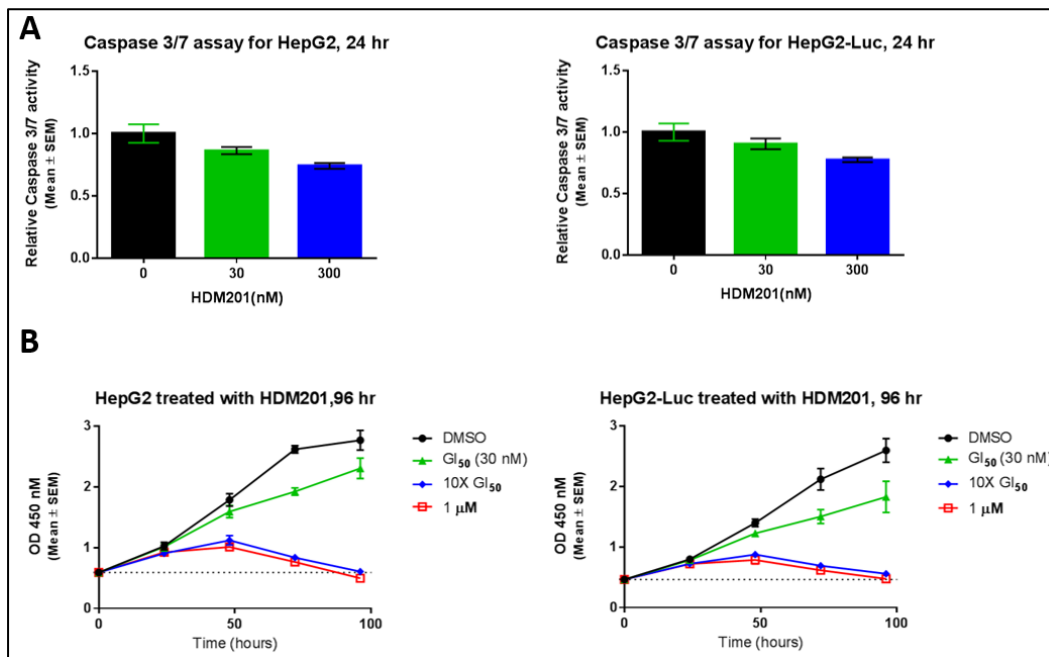 A
Caspase 3/7 assay for HepG2, 24 hr
Relative Caspase 3/7 activity
(Mean ± SEM)
1.5
1.0
0.5
0.0
0
30
300
HDM201(nM)
Caspase 3/7 assay for HepG2-Luc, 24 hr
Relative Caspase 3/7 activity
(Mean ± SEM)
1.5
1.0
0.5
0.0
0
30
300
HDM201(nM)
B
HepG2 treated with HDM201,96 hr
OD 450 nM
(Mean ± SEM)
3
2
1
0
0
50
100
Time (hours)
DMSO
GI₅₀ (30 nM)
10X GI₅₀
1 μM
HepG2-Luc treated with HDM201, 96 hr
OD 450 nM
(Mean ± SEM)
3
2
1
0
0
50
100
Time (hours)
DMSO
GI₅₀ (30 nM)
10X GI₅₀
1 μM